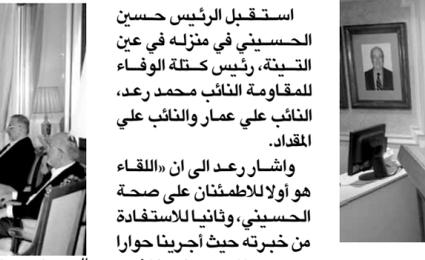 استقبل الرئيس حسين
الحسيني في منزله في عين
التينة، رئيس كتلة الوفاء
للمقاومة النائب محمد رعد،
النائب علي عمار والنائب علي
المقداد.
واشار رعد الى ان «اللقاء
هو أولا للاطمئنان على صحة
الحسيني، وثانيا للاستفادة
من خبرته حيث أجرينا حوارا